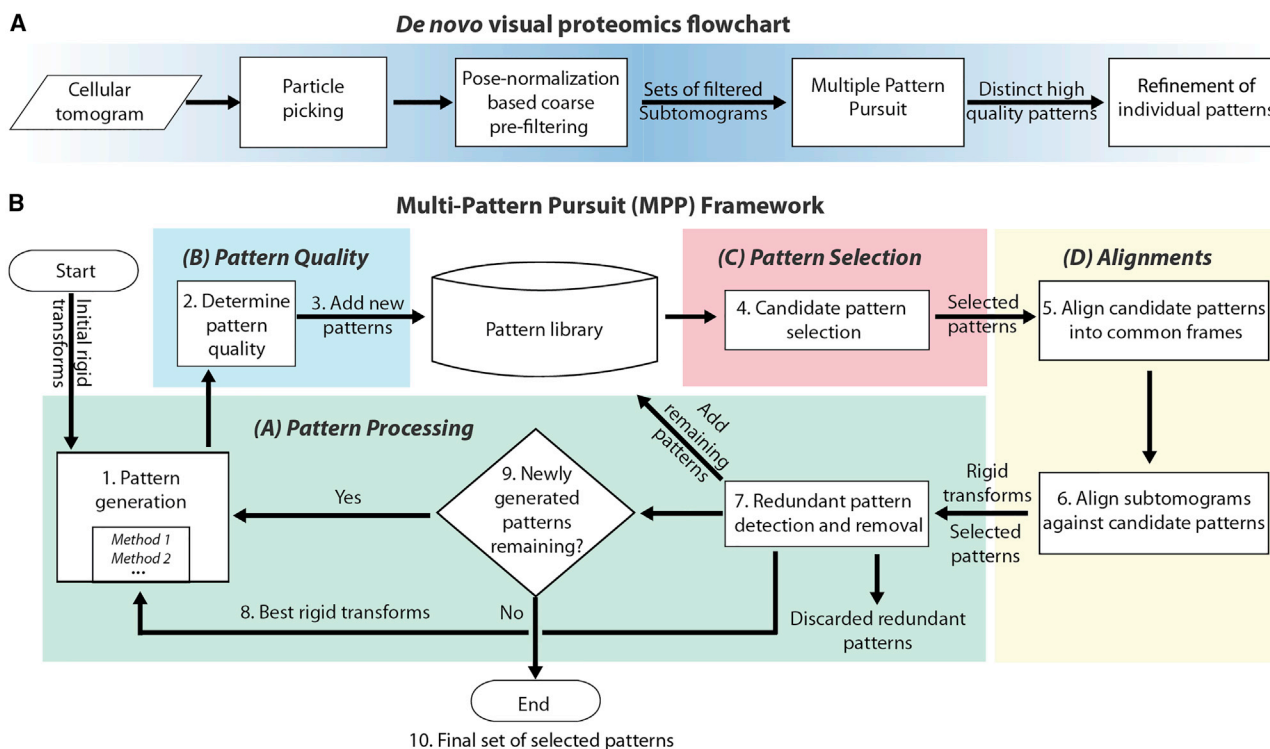 A
De novo visual proteomics flowchart
Cellular
tomogram
Particle
picking
Pose-normalization
based coarse
pre-filtering
Sets of filtered
Subtomograms
Multiple Pattern
Pursuit
Distinct high
quality patterns
Refinement of
individual patterns
B
Multi-Pattern Pursuit (MPP) Framework
Start
Initial rigid
transforms
(B) Pattern Quality
2. Determine
pattern
quality
3. Add new
patterns
Pattern library
(C) Pattern Selection
4. Candidate pattern
selection
Selected
patterns
(D) Alignments
5. Align candidate patterns
into common frames
(A) Pattern Processing
1. Pattern
generation
Method 1
Method 2
...
Yes
9. Newly
generated
patterns
remaining?
Add
remaining
patterns
7. Redundant pattern
detection and removal
Rigid
transforms
Selected
patterns
6. Align subtomograms
against candidate patterns
8. Best rigid transforms
No
Discarded redundant
patterns
End
10. Final set of selected patterns